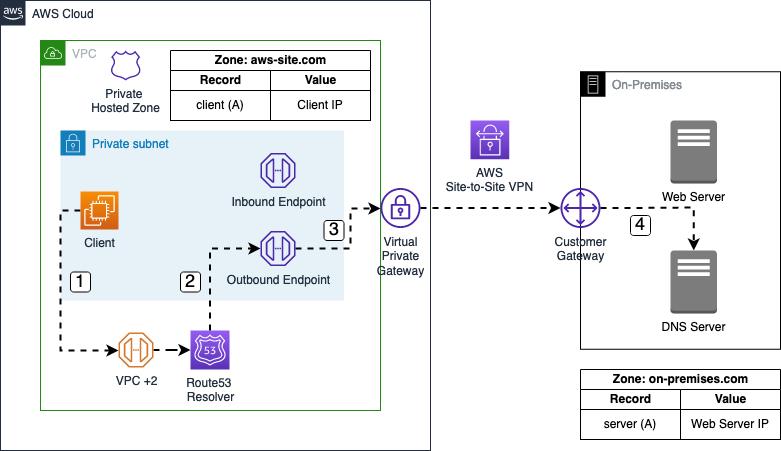 aws
AWS Cloud
VPC
Private
Hosted Zone
Zone: aws-site.com
Record Value
client (A) Client IP
On-Premises
Private subnet
Inbound Endpoint
AWS
Site-to-Site VPN
Web Server
Client
3
Virtual
Private
Gateway
Customer
Gateway
4
1
2
Outbound Endpoint
DNS Server
VPC +2
53
Route53
Resolver
Zone: on-premises.com
Record Value
server (A) Web Server IP